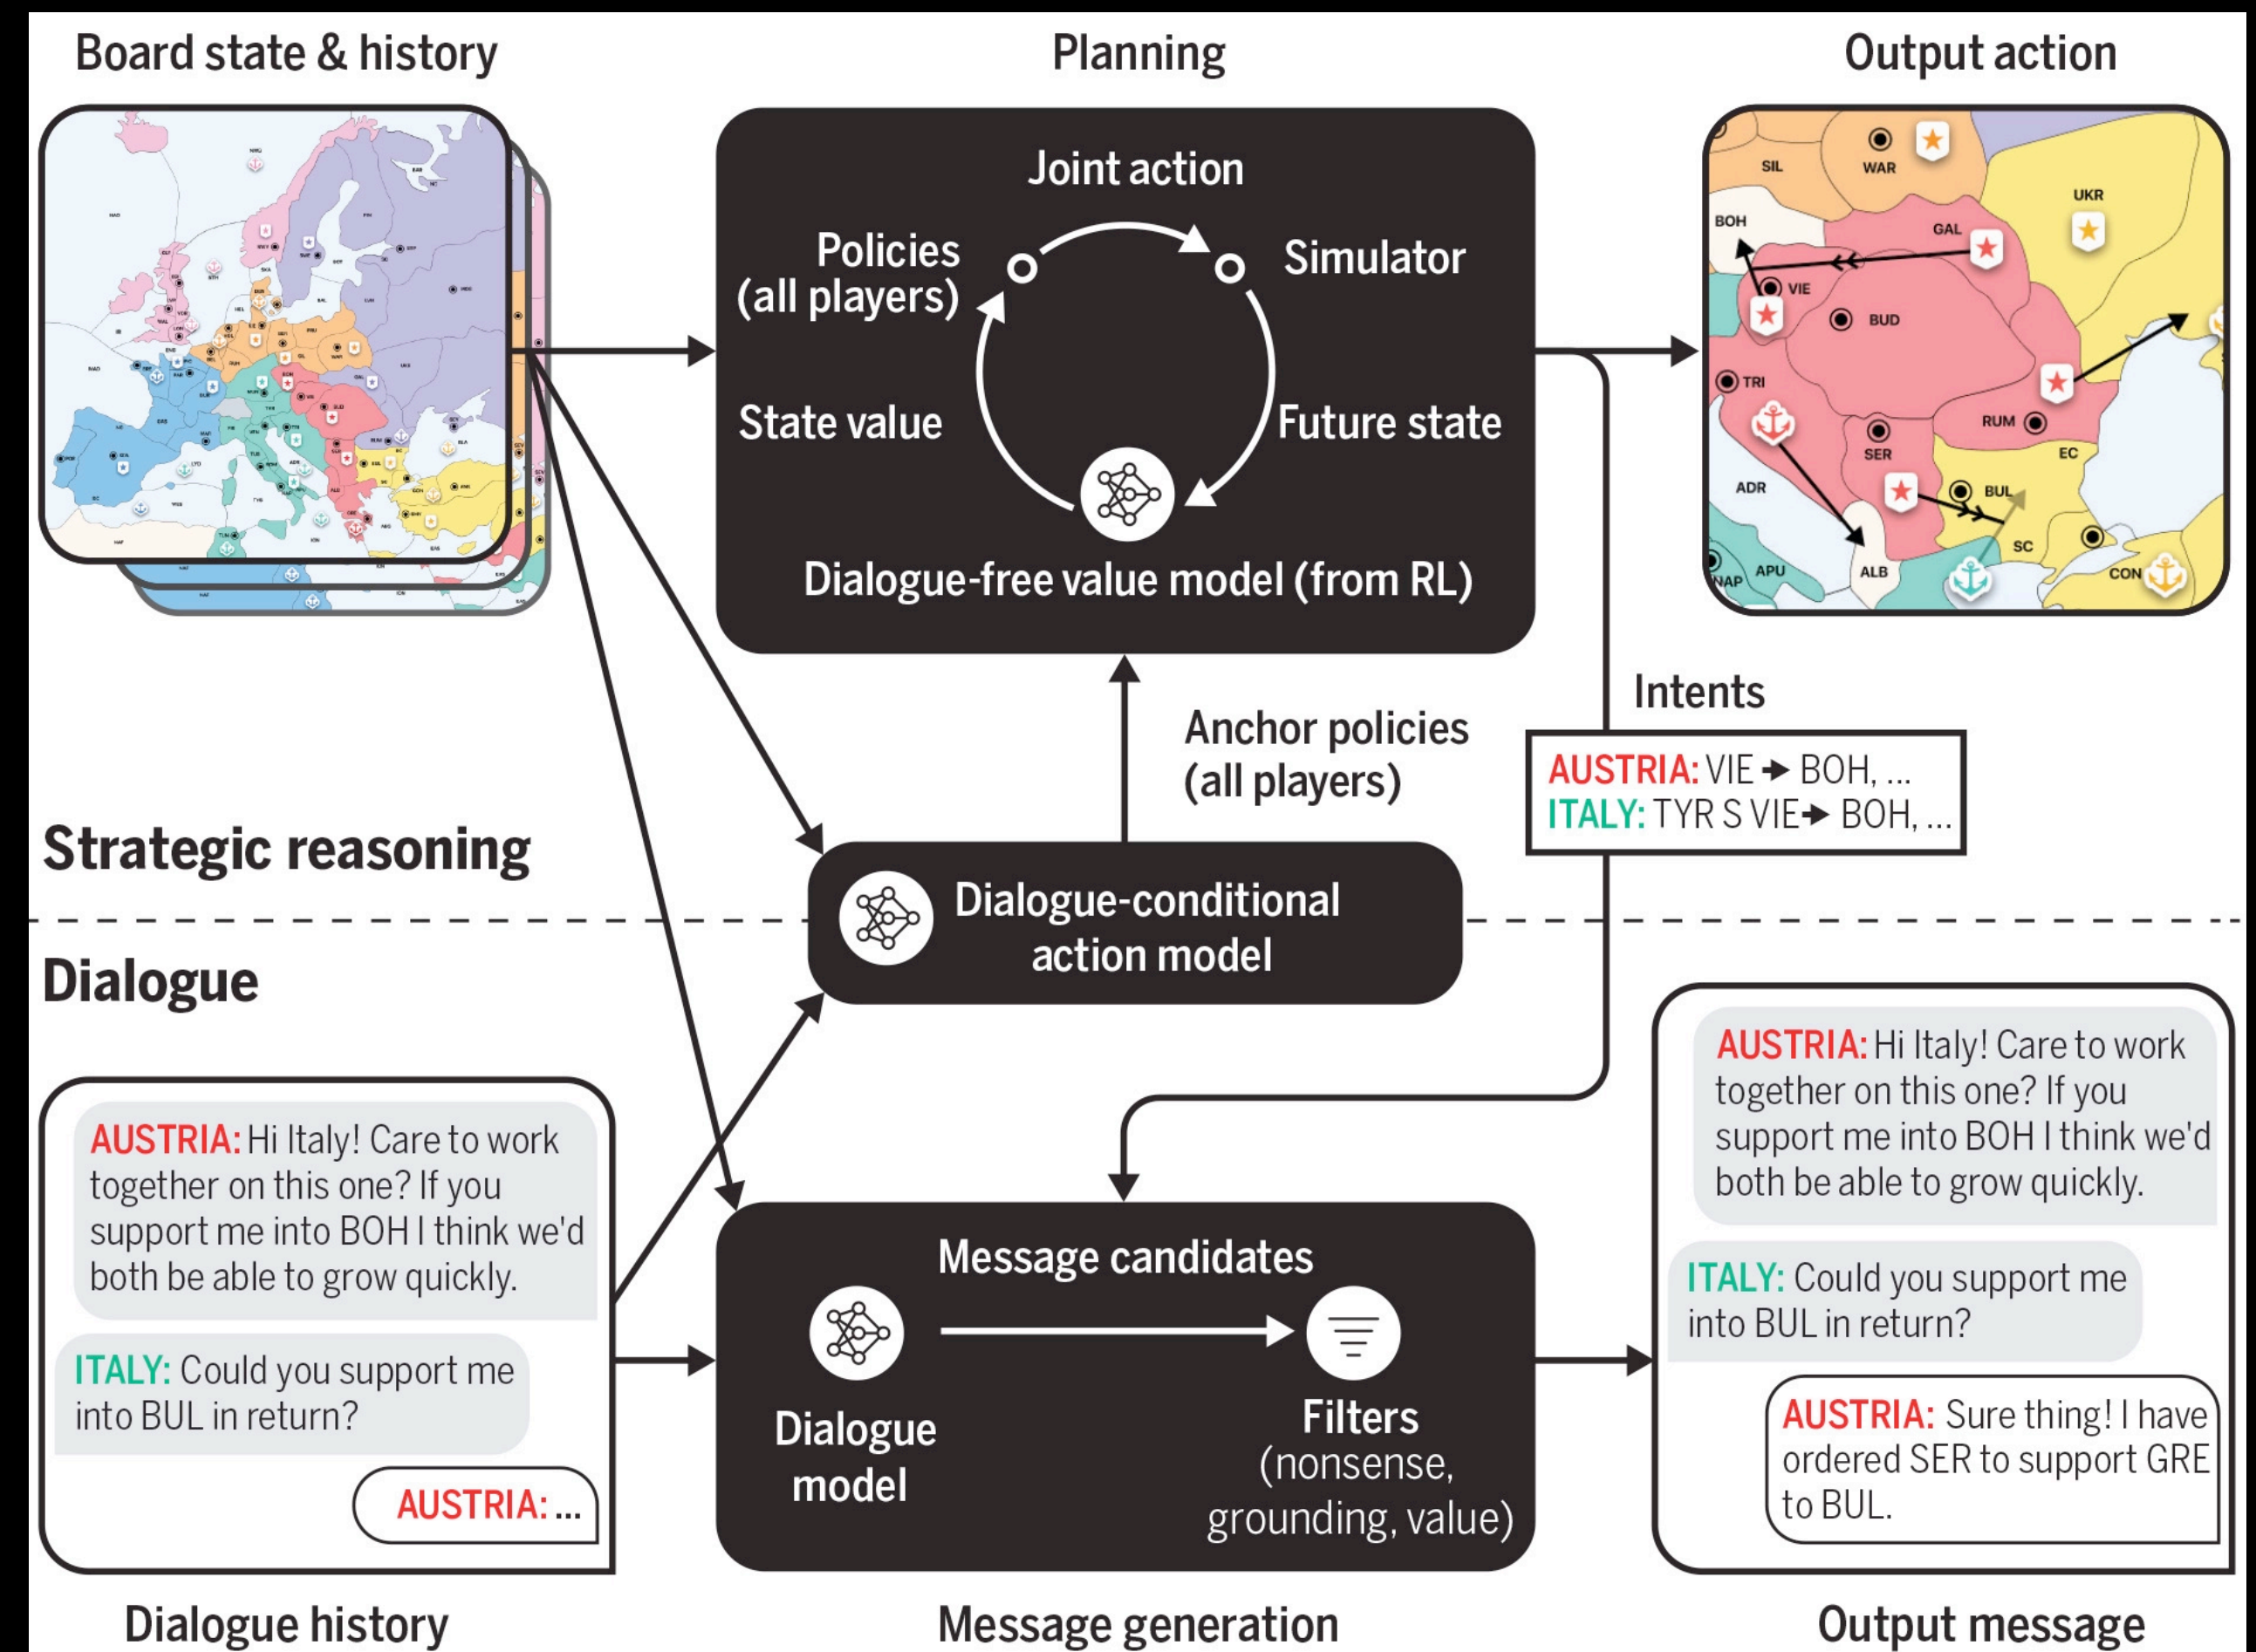 Board state & history
Planning
Output action
Joint action
Policies
(all players)
Simulator
State value
Future state
Dialogue-free value model (from RL)
SIL
WAR
UKR
BOH
GAL
VIE
BUD
TRI
RUM
SER
EC
ADR
BUL
SC
NAP
APU
ALB
CON
Anchor policies
(all players)
Intents
AUSTRIA: VIE → BOH, ...
ITALY: TYR S VIE→ BOH, ...
Strategic reasoning
Dialogue-conditional
action model
Dialogue
AUSTRIA: Hi Italy! Care to work
together on this one? If you
support me into BOH I think we'd
both be able to grow quickly.
ITALY: Could you support me
into BUL in return?
AUSTRIA: ...
Dialogue history
Message candidates
Dialogue
model
Filters
(nonsense,
grounding, value)
Message generation
AUSTRIA: Hi Italy! Care to work
together on this one? If you
support me into BOH I think we'd
both be able to grow quickly.
ITALY: Could you support me
into BUL in return?
AUSTRIA: Sure thing! I have
ordered SER to support GRE
to BUL.
Output message